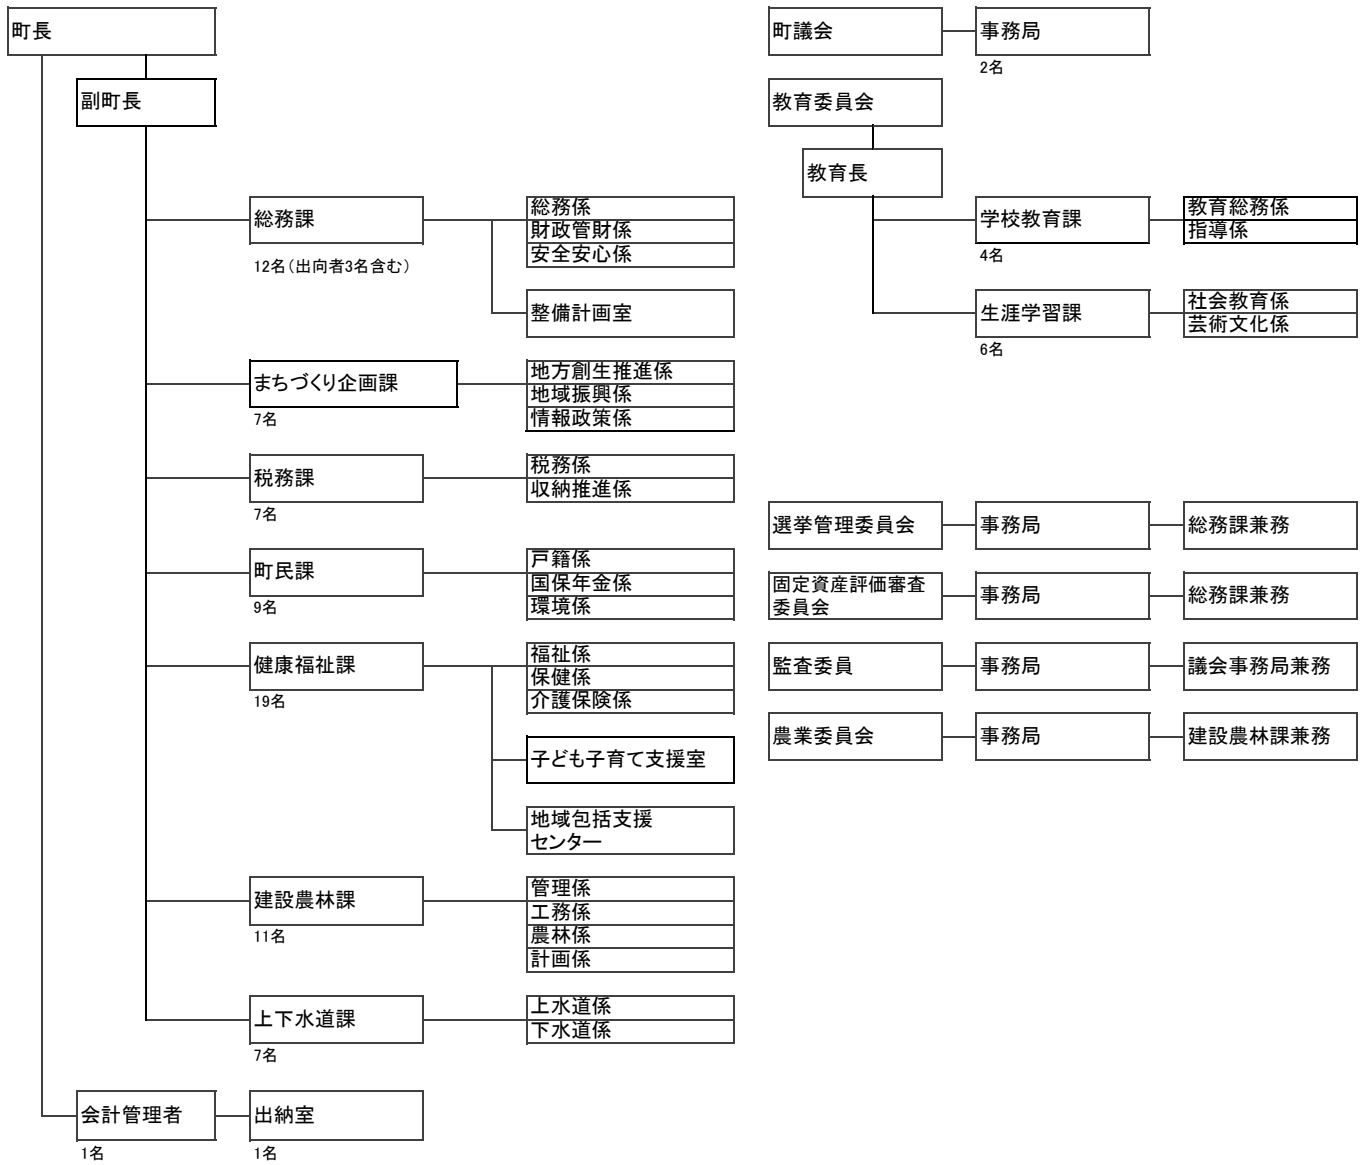 町長
副町長
総務課
12名（出向者3名含む）
総務係
財政管財係
安全安心係
整備計画室
まちづくり企画課
7名
地方創生推進係
地域振興係
情報政策係
税務課
7名
税務係
収納推進係
町民課
9名
戸籍係
国保年金係
環境係
健康福祉課
19名
福祉係
保健係
介護保険係
子ども子育て支援室
地域包括支援
センター
建設農林課
11名
管理係
工務係
農林係
計画係
上下水道課
7名
上水道係
下水道係
会計管理者
1名
出納室
1名
町議会
事務局
2名
教育委員会
教育長
学校教育課
4名
教育総務係
指導係
生涯学習課
6名
社会教育係
芸術文化係
選挙管理委員会
事務局
総務課兼務
固定資産評価審査
委員会
事務局
総務課兼務
監査委員
事務局
議会事務局兼務
農業委員会
事務局
建設農林課兼務